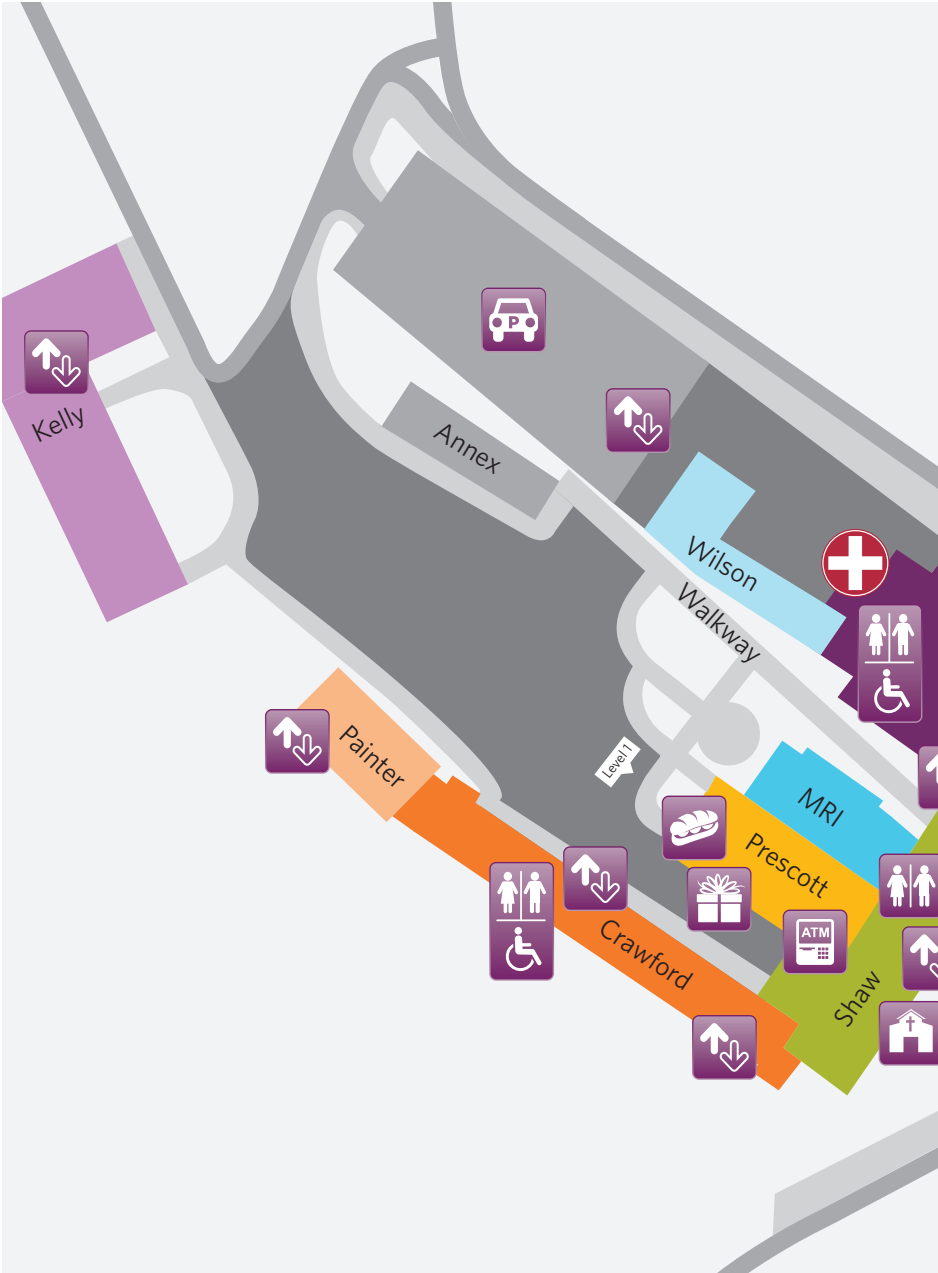 P
Kelly
Annex
Wilson
Walkway
Painter
Level 1
MRI
Prescott
Crawford
ATM
Shaw